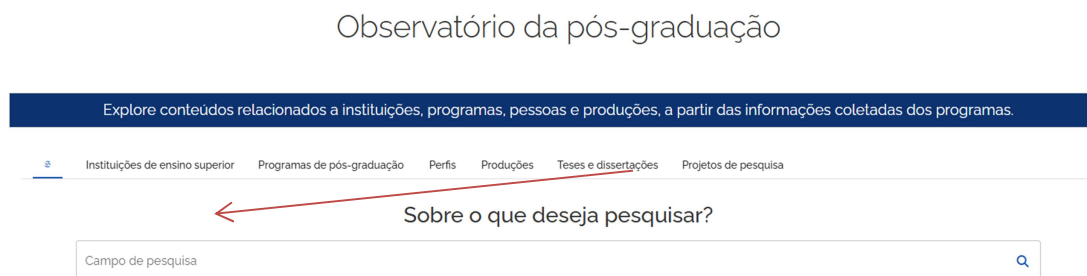 Observatório da pós-graduação
Explore conteúdos relacionados a instituições, programas, pessoas e produções, a partir das informações coletadas dos programas.
Instituições de ensino superior Programas de pós-graduação Perfis Produções Teses e dissertações Projetos de pesquisa
Sobre o que deseja pesquisar?
Campo de pesquisa